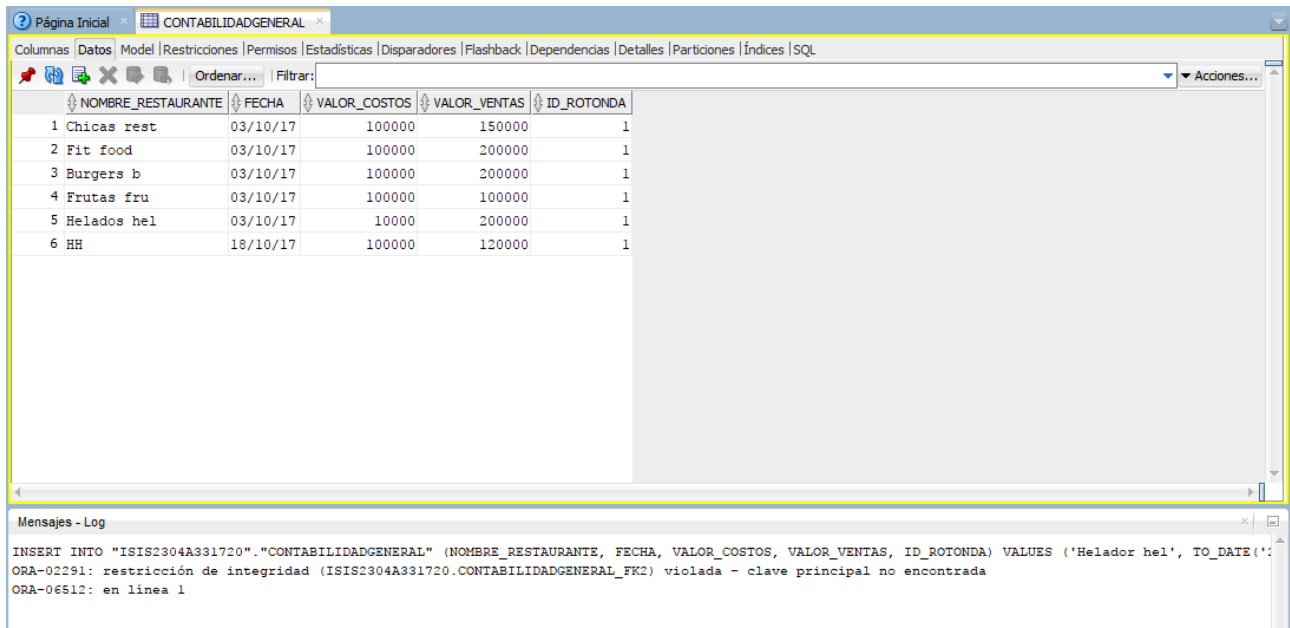 Página Inicial CONTABILIDADGENERAL
Columnas Datos Model Restricciones Permisos Estadísticas Disparadores Flashback Dependencias Detalles Particiones Índices SQL
Ordenar... Filtrar: Acciones...
NOMBRE_RESTAURANTE FECHA VALOR_COSTOS VALOR_VENTAS ID_ROTONDA
1 Chicas rest 03/10/17 100000 150000 1
2 Fit food 03/10/17 100000 200000 1
3 Burgers b 03/10/17 100000 200000 1
4 Frutas fru 03/10/17 100000 100000 1
5 Helados hel 03/10/17 10000 200000 1
6 HH 18/10/17 100000 120000 1
Mensajes - Log
INSERT INTO "ISIS2304A331720"."CONTABILIDADGENERAL" (NOMBRE_RESTAURANTE, FECHA, VALOR_COSTOS, VALOR_VENTAS, ID_ROTONDA) VALUES ('Helador hel', TO_DATE('
ORA-02291: restricción de integridad (ISIS2304A331720.CONTABILIDADGENERAL_FK2) violada - clave principal no encontrada
ORA-06512: en línea 1